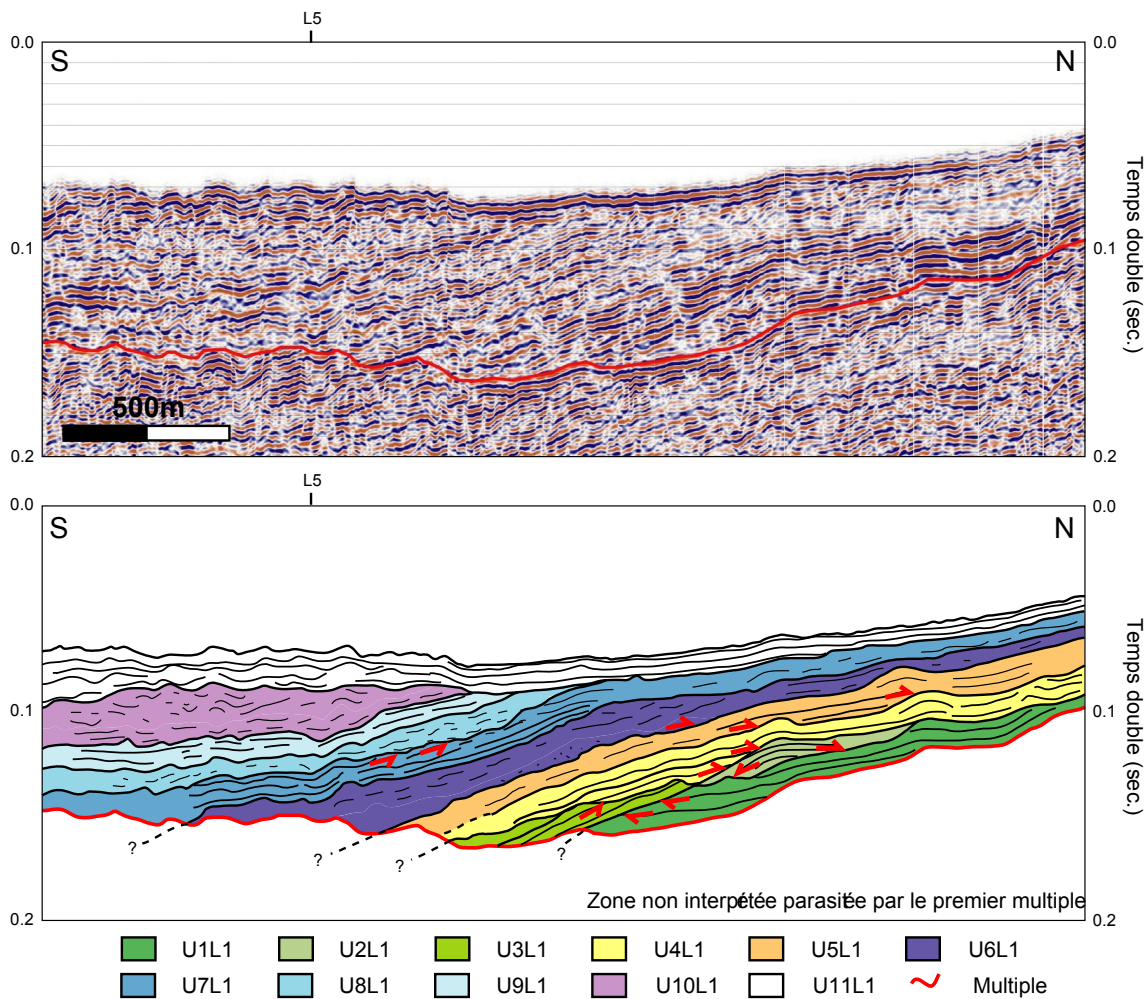 L5
0.0
0.0
S
N
0.1
0.1
Temps double (sec.)
500m
0.2
0.2
L5
0.0
0.0
S
N
0.1
0.1
Temps double (sec.)
?
?
?
?
Zone non interprétée parasitée par le premier multiple
0.2
0.2
U1L1 U2L1 U3L1 U4L1 U5L1 U6L1
U7L1 U8L1 U9L1 U10L1 U11L1 Multiple